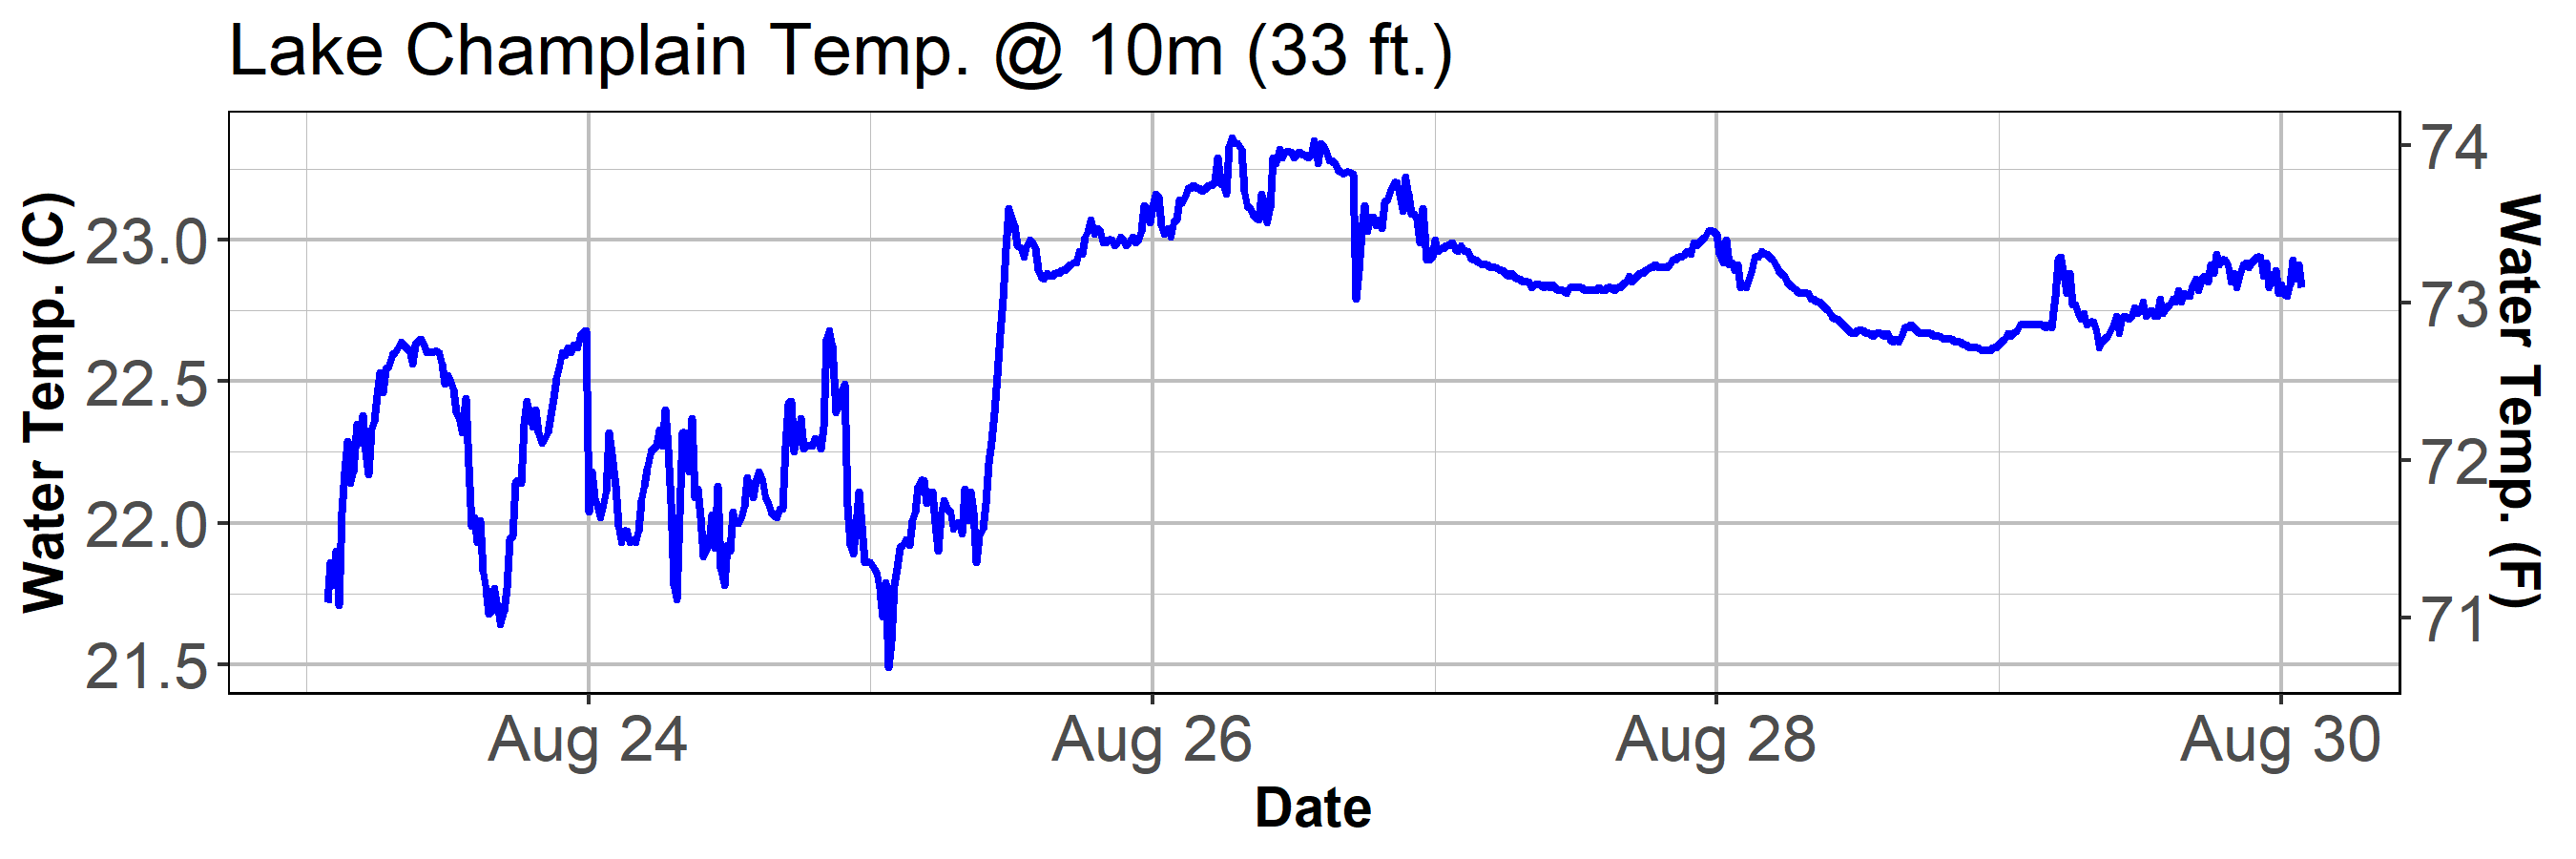 Lake Champlain Temp. @ 10m (33 ft.)
Water Temp. (C)
23.0
22.5
22.0
21.5
74
73
72
71
Water Temp. (F)
Aug 24 Aug 26 Aug 28 Aug 30
Date